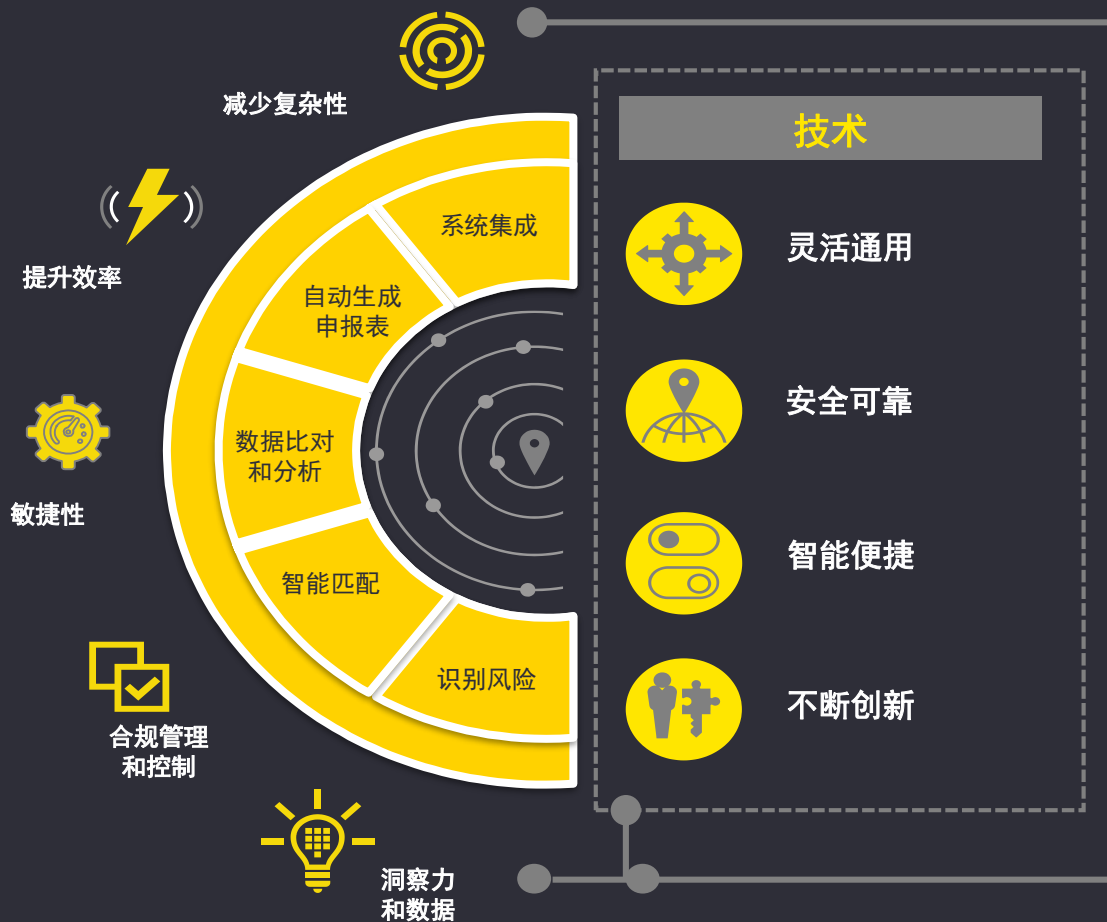 减少复杂性
提升效率
敏捷性
合规管理
和控制
洞察力
和数据
系统集成
自动生成
申报表
数据比对
和分析
智能匹配
识别风险
技术
灵活通用
安全可靠
智能便捷
不断创新